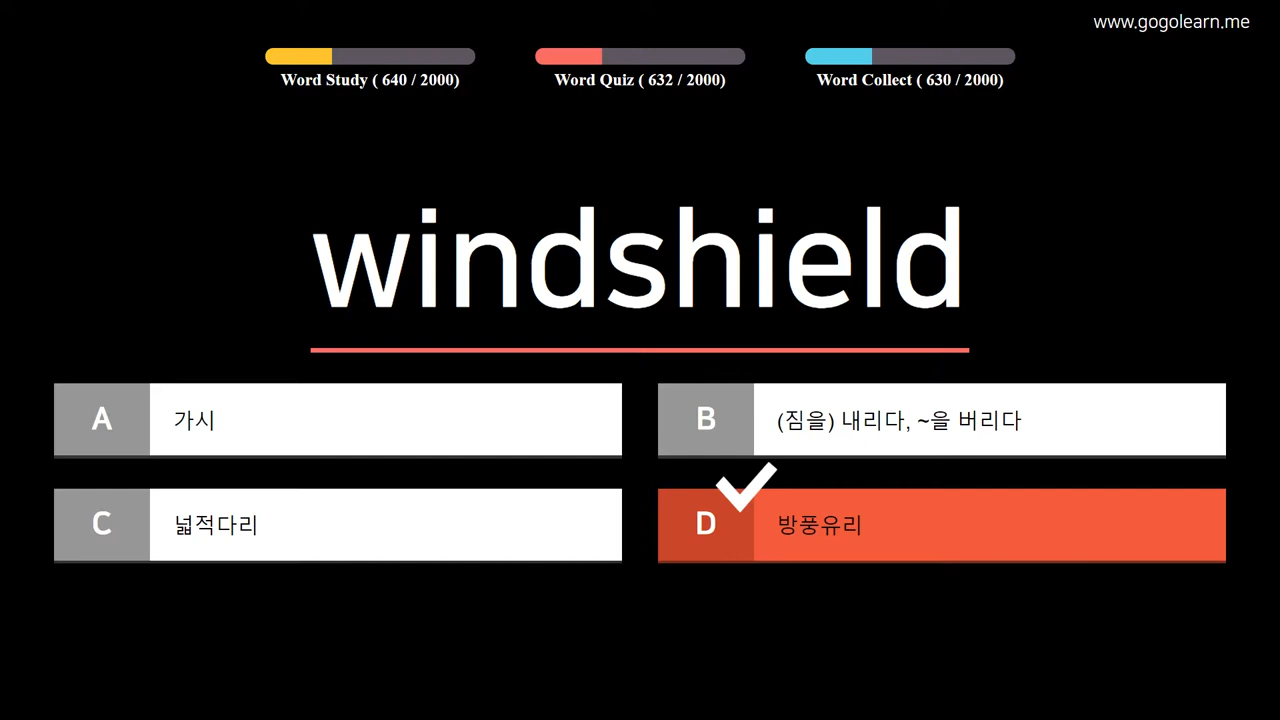 www.gogolearn.me
Word Study ( 640 / 2000)
Word Quiz ( 632 / 2000)
Word Collect ( 630 / 2000)
windshield
A 가시
B (짐을) 내리다, ~을 버리다
C 넓적다리
D 방풍유리